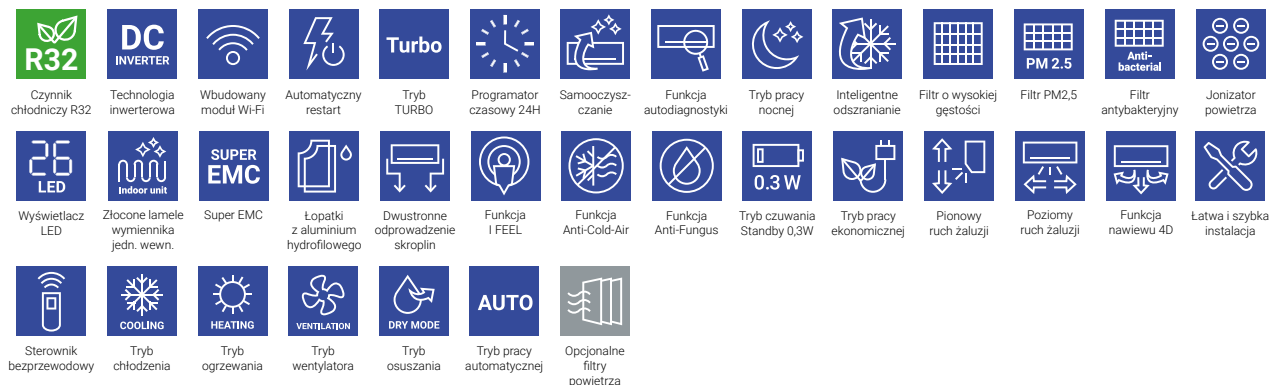 R32
Czynnik
chłodniczy R32
DC
INVERTER
Technologia
inwerterowa
Wbudowany
moduł Wi-Fi
Automatyczny
restart
Turbo
Tryb
TURBO
Programator
czasowy 24H
Samooczysz-
czanie
Funkcja
autodiagnostyki
Tryb pracy
nocnej
Inteligentne
odszranianie
Filtr o wysokiej
gęstości
PM 2.5
Filtr PM2,5
Anti-
bacterial
Filtr
antybakteryjny
Jonizator
powietrza
26
LED
Wyświetlacz
LED
Indoor unit
Złocone lamele
wymiennika
jedn. wewn.
SUPER
EMC
Super EMC
Łopatki
z aluminium
hydrofilowego
Dwustronne
odprowadzenie
skroplin
Funkcja
I FEEL
Funkcja
Anti-Cold-Air
Funkcja
Anti-Fungus
0.3 W
Tryb czuwania
Standby 0,3W
Tryb pracy
ekonomicznej
Pionowy
ruch żaluzji
Poziomy
ruch żaluzji
Funkcja
nawiewu 4D
Łatwa i szybka
instalacja
Sterownik
bezprzewodowy
COOLING
Tryb
chłodzenia
HEATING
Tryb
ogrzewania
VENTILATION
Tryb
wentylatora
DRY MODE
Tryb
osuszania
AUTO
Tryb pracy
automatycznej
Opcjonalne
filtry
powietrza